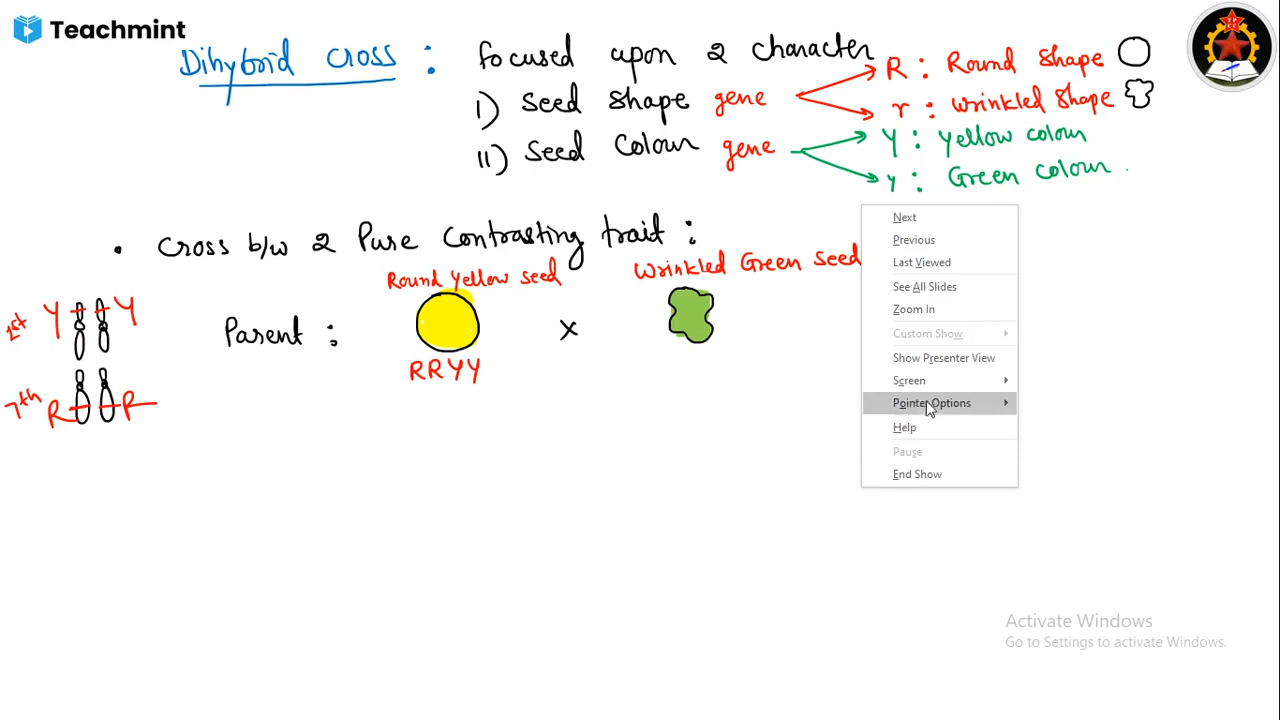 Teachmint
Dihybrid Cross : focused upon 2 character
i) Seed Shape gene
R : Round Shape
r : Wrinkled Shape
ii) Seed Colour gene
Y : Yellow colour
y : Green colour
• Cross b/w 2 Pure Contrasting trait :
Round Yellow seed
Wrinkled Green Seed
1st Y Y
Parent : x
RRYY
7th R R
Next
Previous
Last Viewed
See All Slides
Zoom In
Custom Show
Show Presenter View
Screen
Pointer Options
Help
Pause
End Show
Activate Windows
Go to Settings to activate Windows.